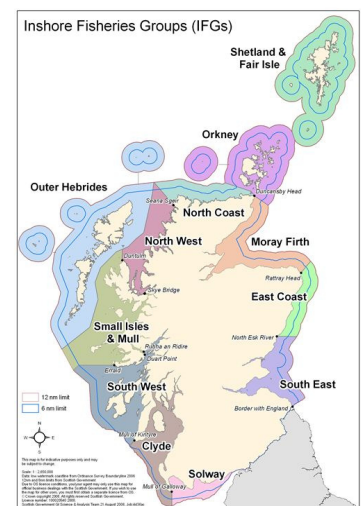 Inshore Fisheries Groups (IFGs)
Shetland &
Fair Isle
Orkney
Outer Hebrides
Duncansby Head
North Coast
North West
Moray Firth
Duntulm
Rattray Head
Skye Bridge
East Coast
Small Isles
& Mull
North Esk River
Rubha an Ridire
Duart Point
Erraid
South West
South East
12 nm limit
6 nm limit
Border with England
Clyde
Mull of Kintyre
Solway
Mull of Galloway
N
W
E
S
This map is for indicative purposes only and may
be subject to change.